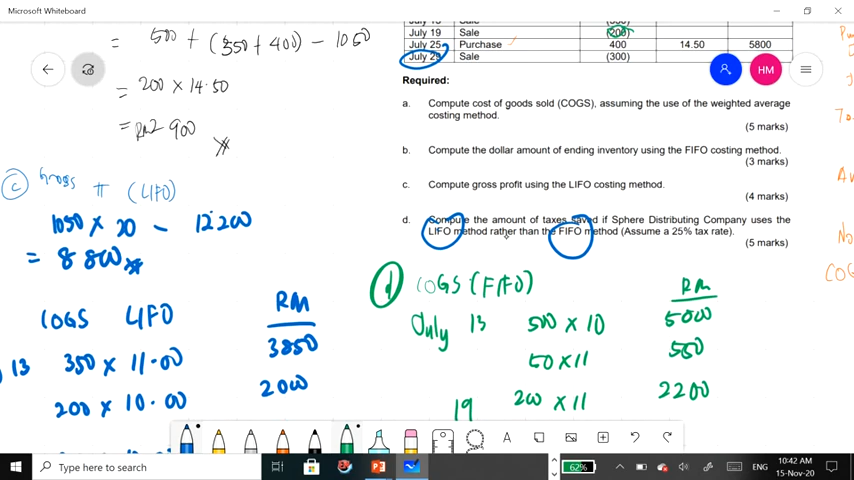 Microsoft Whiteboard
= 500 + (350 + 400) - 1050
= 200 x 14.50
= RM2 900
July 19 Sale (200)
July 25 Purchase 400 14.50 5800
July 29 Sale (300)
HM
Required:
a. Compute cost of goods sold (COGS), assuming the use of the weighted average
costing method.
(5 marks)
b. Compute the dollar amount of ending inventory using the FIFO costing method.
(3 marks)
c. Compute gross profit using the LIFO costing method.
(4 marks)
d. Compute the amount of taxes saved if Sphere Distributing Company uses the
LIFO method rather than the FIFO method (Assume a 25% tax rate).
(5 marks)
c Gross π (LIFO)
1050 x 20 - 12200
= 8 800
COGS LIFO RM
13 350 x 11.00 3850
200 x 10.00 2000
d COGS (FIFO) RM
July 13 500 x 10 5000
50 x 11 550
19 200 x 11 2200
Type here to search
62%
ENG
10:42 AM
15-Nov-20